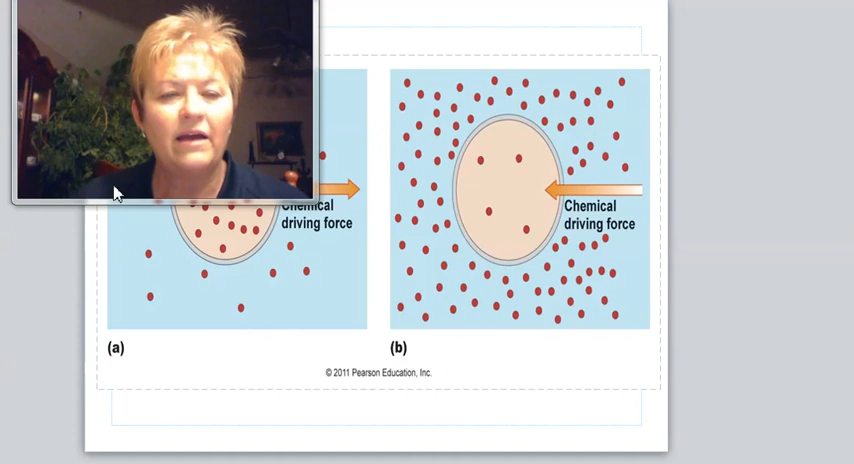 Chemical
driving force
Chemical
driving force
(a)
(b)
© 2011 Pearson Education, Inc.